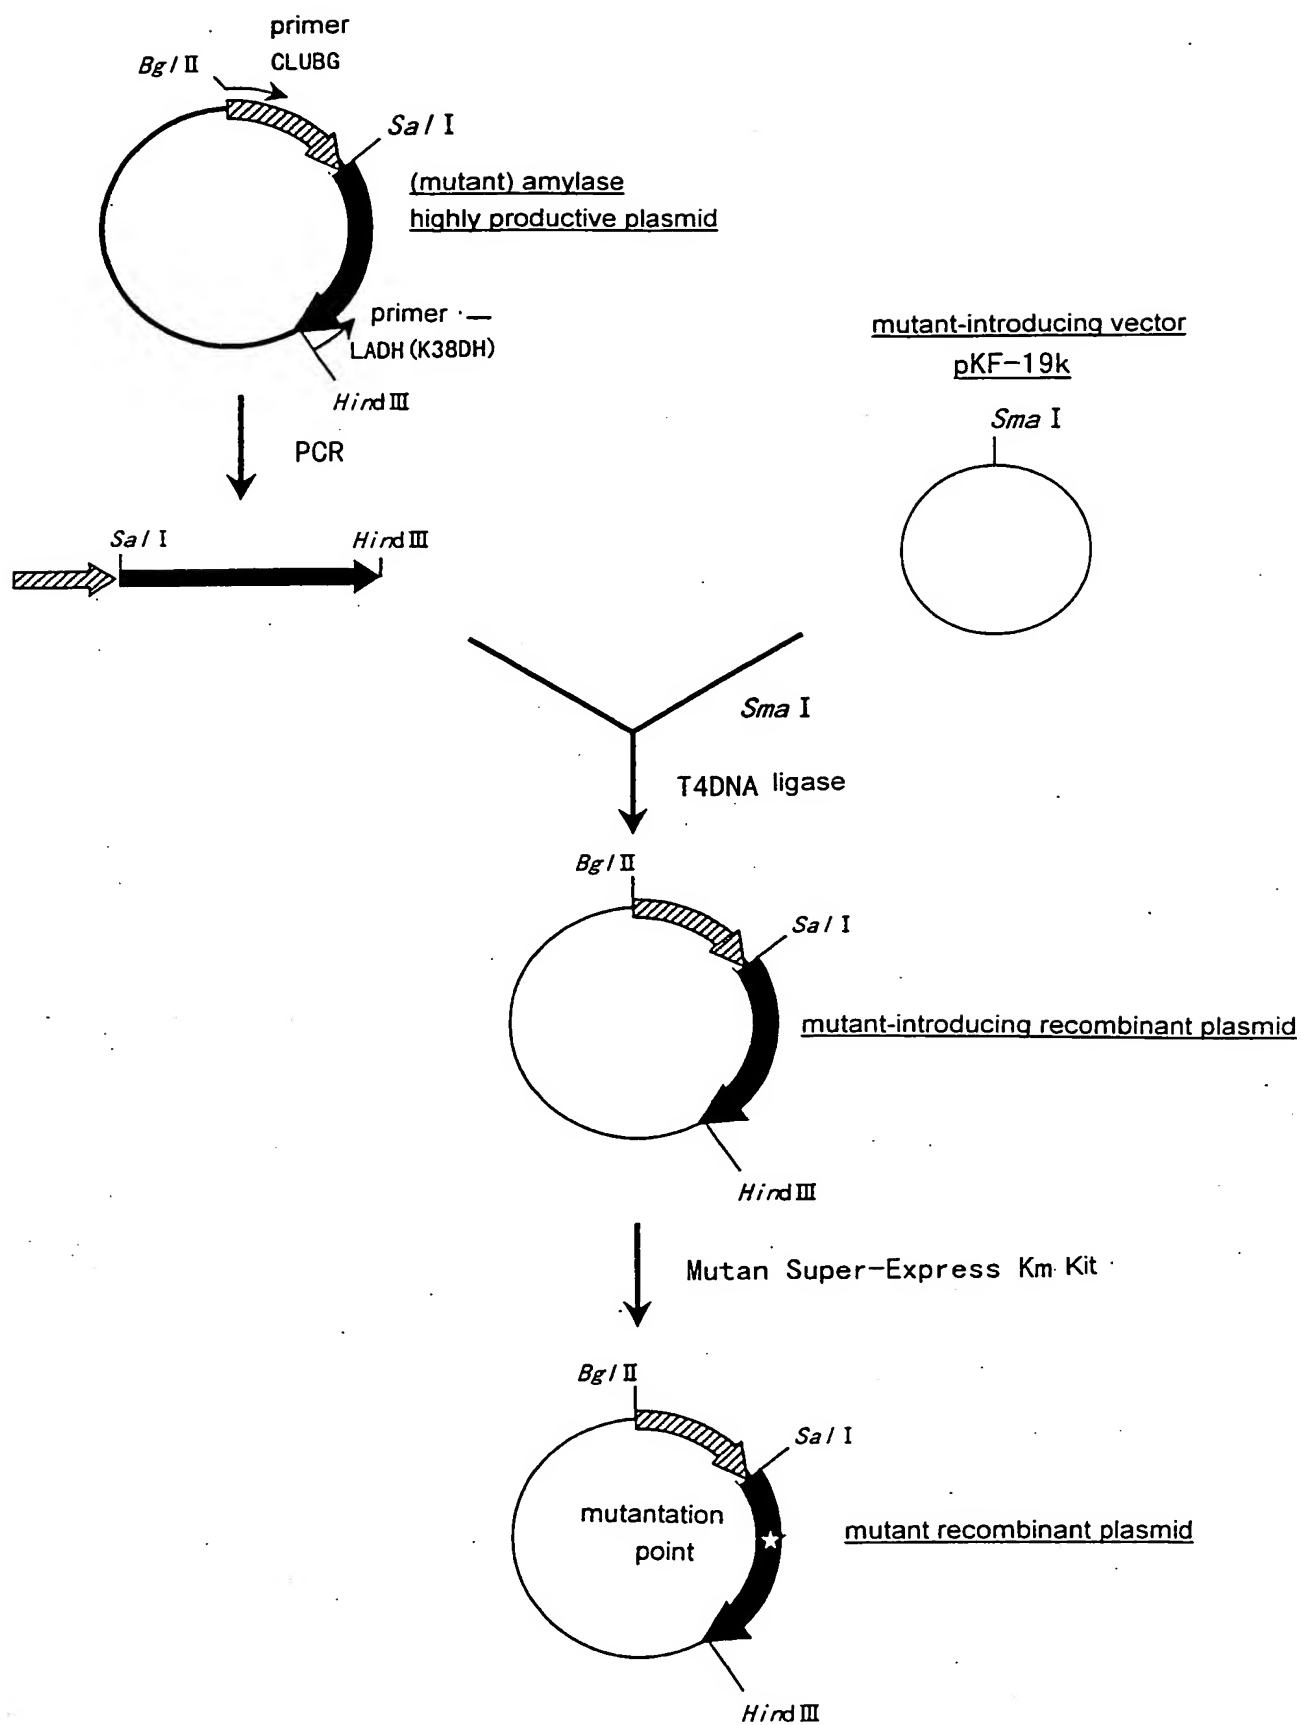 primer
CLUBG
Bgl II
Sal I
(mutant) amylase
highly productive plasmid
primer
LADH (K38DH)
Hind III
mutant-introducing vector
pKF-19k
Sma I
PCR
Sal I
Hind III
Sma I
T4DNA ligase
Bgl II
Sal I
mutant-introducing recombinant plasmid
Hind III
Mutan Super-Express Km Kit
Bgl II
Sal I
mutantation
point
mutant recombinant plasmid
Hind III